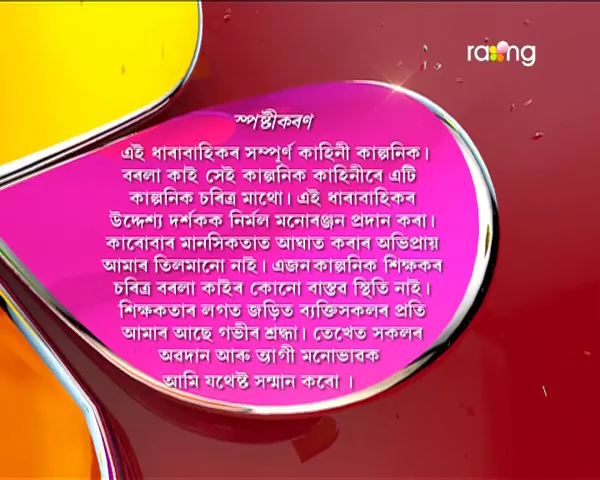 raong
স্পষ্টীকৰণ
এই ধাৰাবাহিকৰ সম্পূৰ্ণ কাহিনী কাল্পনিক।
বৰলা কাই সেই কাল্পনিক কাহিনীৰে এটি
কাল্পনিক চৰিত্ৰ মাথো। এই ধাৰাবাহিকৰ
উদ্দেশ্য দৰ্শকক নিৰ্মল মনোৰঞ্জন প্ৰদান কৰা।
কাৰোবাৰ মানসিকতাত আঘাত কৰাৰ অভিপ্ৰায়
আমাৰ তিলমানো নাই। এজন কাল্পনিক শিক্ষকৰ
চৰিত্ৰ বৰলা কাইৰ কোনো বাস্তৱ স্থিতি নাই।
শিক্ষকতাৰ লগত জড়িত ব্যক্তিসকলৰ প্ৰতি
আমাৰ আছে গভীৰ শ্ৰদ্ধা। তেখেত সকলৰ
অৱদান আৰু ত্যাগী মনোভাৱক
আমি যথেষ্ট সন্মান কৰো ।